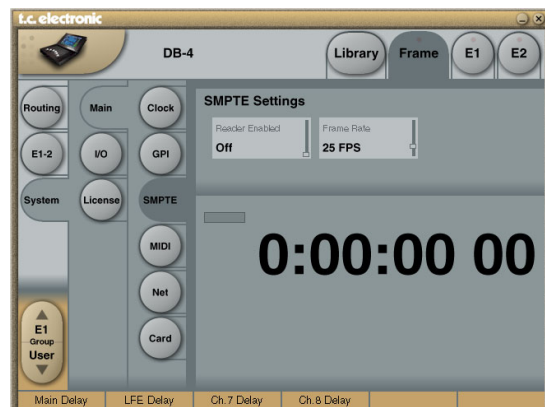 t.c. electronic
DB-4
Library
Frame
E1
E2
Routing
E1-2
System
Main
I/O
License
Clock
GPI
SMPTE
MIDI
Net
Card
SMPTE Settings
Reader Enabled
Off
Frame Rate
25 FPS
0:00:00 00
E1
Group
User
Main Delay
LFE Delay
Ch.7 Delay
Ch.8 Delay